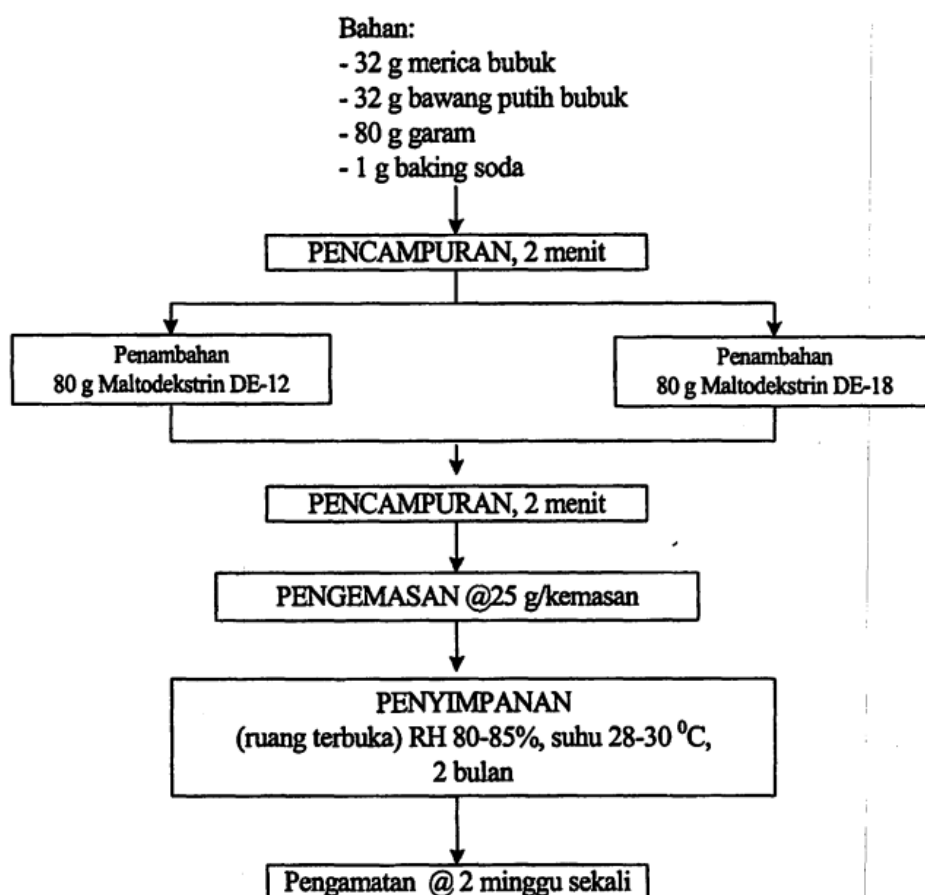 Bahan:
- 32 g merica bubuk
- 32 g bawang putih bubuk
- 80 g garam
- 1 g baking soda
PENCAMPURAN, 2 menit
Penambahan
80 g Maltodekstrin DE-12
Penambahan
80 g Maltodekstrin DE-18
PENCAMPURAN, 2 menit
PENGEMASAN @25 g/kemasan
PENYIMPANAN
(ruang terbuka) RH 80-85%, suhu 28-30 ⁰C,
2 bulan
Pengamatan @ 2 minggu sekali